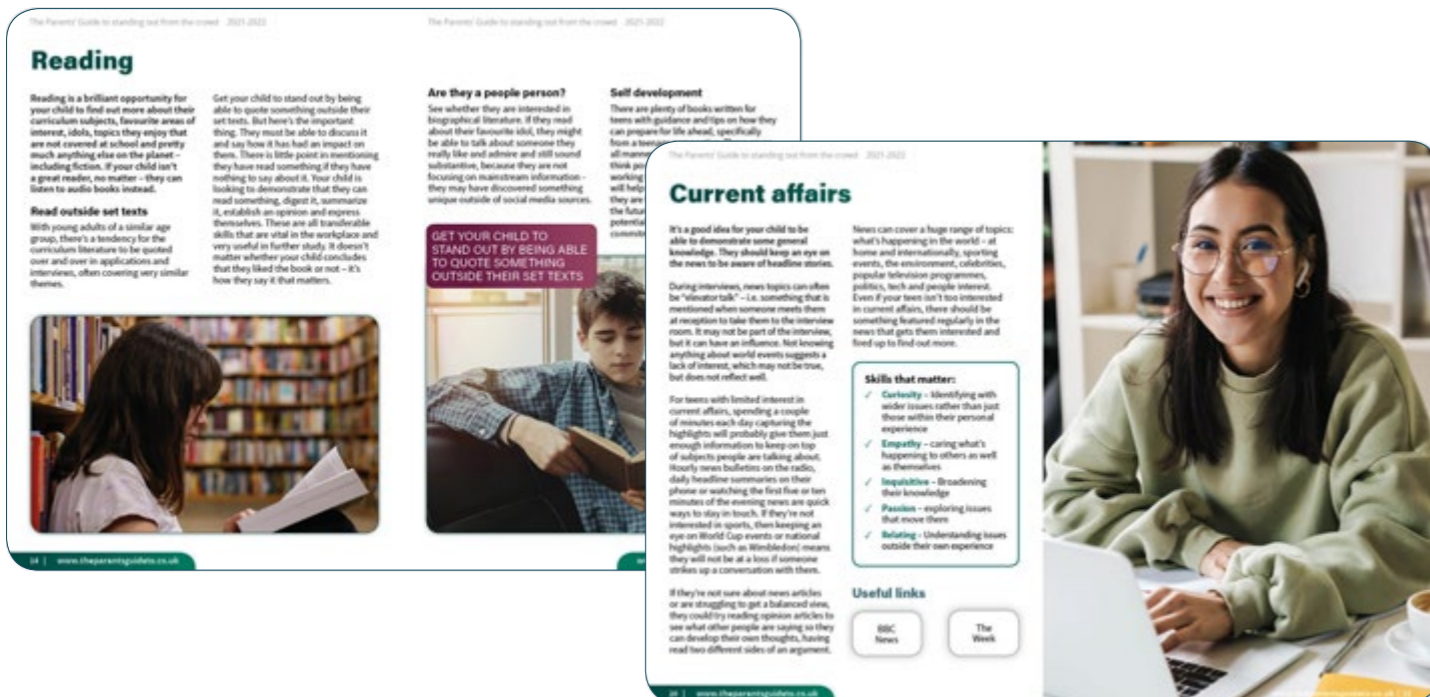 The Parents' Guide to standing out from the crowd 2021-2022
Reading
Reading is a brilliant opportunity for
your child to find out more about their
curriculum subjects, favourite areas of
interest, idols, topics they enjoy that
are not covered at school and pretty
much anything else on the planet –
including fiction. If your child isn't
a great reader, no matter – they can
listen to audio books instead.
Read outside set texts
With young adults of a similar age
group, there's a tendency for the
curriculum literature to be quoted
over and over in applications and
interviews, often covering very similar
themes.
Get your child to stand out by being
able to quote something outside their
set texts. But here's the important
thing. They must be able to discuss it
and say how it has had an impact on
them. There is little point in mentioning
they have read something if they have
nothing to say about it. Your child is
looking to demonstrate that they can
read something, digest it, summarize
it, establish an opinion and express
themselves. These are all transferable
skills that are vital in the workplace and
very useful in further study. It doesn't
matter whether your child concludes
that they liked the book or not – it's
how they say it that matters.
www.theparentsguideto.co.uk
The Parents' Guide to standing out from the crowd 2021-2022
Are they a people person?
See whether they are interested in
biographical literature. If they read
about their favourite idol, they might
be able to talk about someone they
really like and admire and still sound
substantive, because they are not
focusing on mainstream information -
they may have discovered something
unique outside of social media sources.
GET YOUR CHILD TO
STAND OUT BY BEING ABLE
TO QUOTE SOMETHING
OUTSIDE THEIR SET TEXTS
Self development
There are plenty of books written for
teens with guidance and tips on how they
can prepare for life ahead, specifically
from a
all
think
working
will help
they are
the
The Parents' Guide to standing out from the crowd 2021-2022
Current affairs
It's a good idea for your child to be
able to demonstrate some general
knowledge. They should keep an eye on
the news to be aware of headline stories.
During interviews, news topics can often
be "elevator talk" – i.e. something that is
mentioned when someone meets them
at reception to take them to the interview
room. It may not be part of the interview,
but it can have an influence. Not knowing
anything about world events suggests a
lack of interest, which may not be true,
but does not reflect well.
For teens with limited interest in
current affairs, spending a couple
of minutes each day capturing the
highlights will probably give them just
enough information to keep on top
of subjects people are talking about.
Hourly news bulletins on the radio,
daily headline summaries on their
phone or watching the first five or ten
minutes of the evening news are quick
ways to stay in touch. If they're not
interested in sports, then keeping an
eye on World Cup events or national
highlights (such as Wimbledon) means
they will not be at a loss if someone
strikes up a conversation with them.
If they're not sure about news articles
or are struggling to get a balanced view,
they could try reading opinion articles to
see what other people are saying so they
can develop their own thoughts, having
read two different sides of an argument.
News can cover a huge range of topics:
what's happening in the world – at
home and internationally, sporting
events, the environment, celebrities,
popular television programmes,
politics, tech and people interest.
Even if your teen isn't too interested
in current affairs, there should be
something featured regularly in the
news that gets them interested and
fired up to find out more.
Skills that matter:
✓ Curiosity – Identifying with
wider issues rather than just
those within their personal
experience
✓ Empathy – caring what's
happening to others as well
as themselves
✓ Inquisitive – Broadening
their knowledge
✓ Passion – exploring issues
that move them
✓ Relating - Understanding issues
outside their own experience
Useful links
BBC
News
The
Week
www.theparentsguideto.co.uk
www.theparentsguideto.co.uk